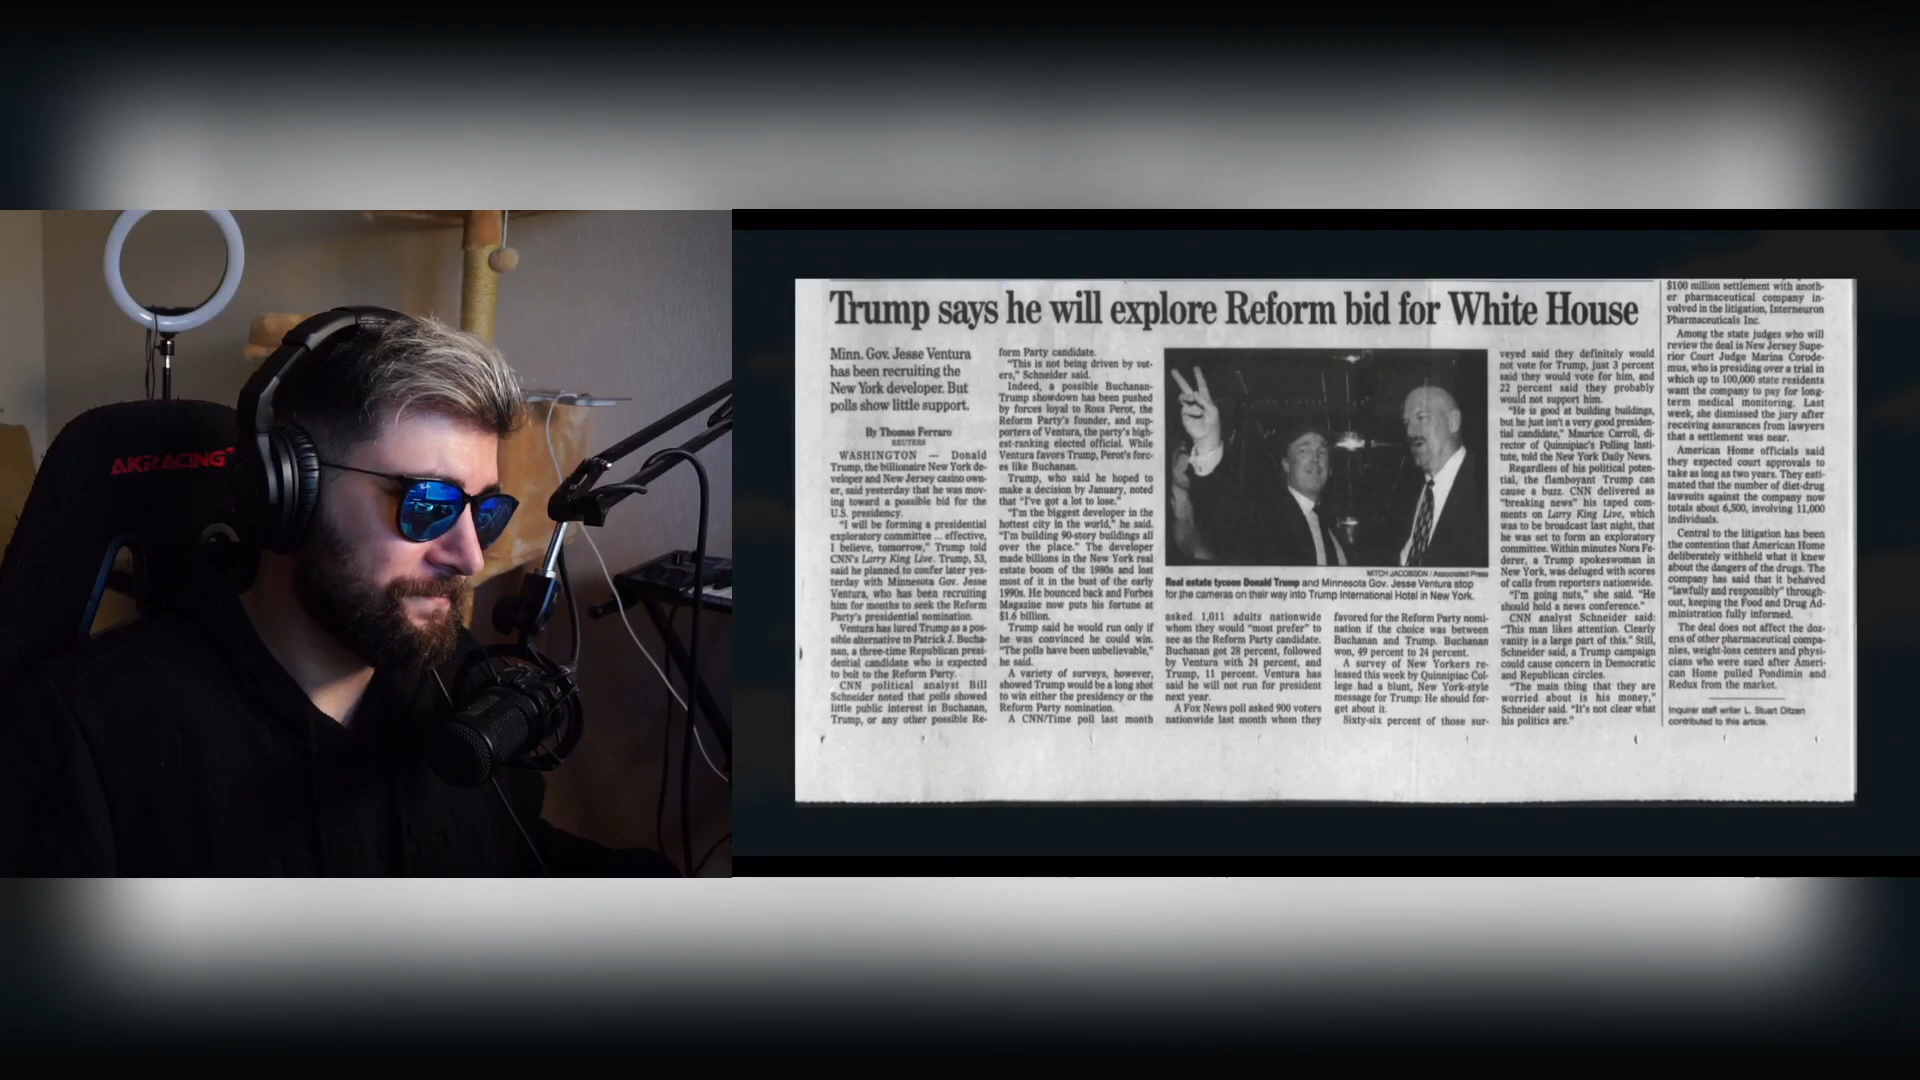 AKRACING
Trump says he will explore Reform bid for White House
Minn. Gov. Jesse Ventura
has been recruiting the
New York developer. But
polls show little support.
By Thomas Ferraro
REUTERS
WASHINGTON — Donald
Trump, the billionaire New York de-
veloper and New Jersey casino own-
er, said yesterday that he was mov-
ing toward a possible bid for the
U.S. presidency.
"I will be forming a presidential
exploratory committee ... effective,
I believe, tomorrow," Trump told
CNN's Larry King Live. Trump, 53,
said he planned to confer later yes-
terday with Minnesota Gov. Jesse
Ventura, who has been recruiting
him for months to seek the Reform
Party's presidential nomination.
Ventura has lured Trump as a pos-
sible alternative to Patrick J. Bucha-
nan, a three-time Republican presi-
dential candidate who is expected
to bolt to the Reform Party.
CNN political analyst Bill
Schneider noted that polls showed
little public interest in Buchanan,
Trump, or any other possible Re-
form Party candidate.
"This is not being driven by vot-
ers," Schneider said.
Indeed, a possible Buchanan-
Trump showdown has been pushed
by forces loyal to Ross Perot, the
Reform Party's founder, and sup-
porters of Ventura, the party's high-
est-ranking elected official. While
Ventura favors Trump, Perot's forc-
es like Buchanan.
Trump, who said he hoped to
make a decision by January, noted
that "I've got a lot to lose."
"I'm the biggest developer in the
hottest city in the world," he said.
"I'm building 90-story buildings all
over the place." The developer
made billions in the New York real
estate boom of the 1980s and lost
most of it in the bust of the early
1990s. He bounced back and Forbes
Magazine now puts his fortune at
$1.6 billion.
Trump said he would run only if
he was convinced he could win.
"The polls have been unbelievable,"
he said.
A variety of surveys, however,
showed Trump would be a long shot
to win either the presidency or the
Reform Party nomination.
A CNN/Time poll last month
MITCH JACOBSON / Associated Press
Real estate tycoon Donald Trump and Minnesota Gov. Jesse Ventura stop
for the cameras on their way into Trump International Hotel in New York.
asked 1,011 adults nationwide
whom they would "most prefer" to
see as the Reform Party candidate.
Buchanan got 28 percent, followed
by Ventura with 24 percent, and
Trump, 11 percent. Ventura has
said he will not run for president
next year.
A Fox News poll asked 900 voters
nationwide last month whom they
favored for the Reform Party nomi-
nation if the choice was between
Buchanan and Trump. Buchanan
won, 49 percent to 24 percent.
A survey of New Yorkers re-
leased this week by Quinnipiac Col-
lege had a blunt, New York-style
message for Trump: He should for-
get about it.
Sixty-six percent of those sur-
veyed said they definitely would
not vote for Trump, just 3 percent
said they would vote for him, and
22 percent said they probably
would not support him.
"He is good at building buildings,
but he just isn't a very good presiden-
tial candidate," Maurice Carroll, di-
rector of Quinnipiac's Polling Insti-
tute, told the New York Daily News.
Regardless of his political poten-
tial, the flamboyant Trump can
cause a buzz. CNN delivered as
"breaking news" his taped com-
ments on Larry King Live, which
was to be broadcast last night, that
he was set to form an exploratory
committee. Within minutes Nora Fe-
derer, a Trump spokeswoman in
New York, was deluged with scores
of calls from reporters nationwide.
"I'm going nuts," she said. "He
should hold a news conference."
CNN analyst Schneider said:
"This man likes attention. Clearly
vanity is a large part of this." Still,
Schneider said, a Trump campaign
could cause concern in Democratic
and Republican circles.
"The main thing that they are
worried about is his money,"
Schneider said. "It's not clear what
his politics are."
$100 million settlement with anoth-
er pharmaceutical company in-
volved in the litigation, Interneuron
Pharmaceuticals Inc.
Among the state judges who will
review the deal is New Jersey Supe-
rior Court Judge Marina Corode-
mus, who is presiding over a trial in
which up to 100,000 state residents
want the company to pay for long-
term medical monitoring. Last
week, she dismissed the jury after
receiving assurances from lawyers
that a settlement was near.
American Home officials said
they expected court approvals to
take as long as two years. They esti-
mated that the number of diet-drug
lawsuits against the company now
totals about 6,500, involving 11,000
individuals.
Central to the litigation has been
the contention that American Home
deliberately withheld what it knew
about the dangers of the drugs. The
company has said that it behaved
"lawfully and responsibly" through-
out, keeping the Food and Drug Ad-
ministration fully informed.
The deal does not affect the doz-
ens of other pharmaceutical compa-
nies, weight-loss centers and physi-
cians who were sued after Ameri-
can Home pulled Pondimin and
Redux from the market.
Inquirer staff writer L. Stuart Ditzen
contributed to this article.